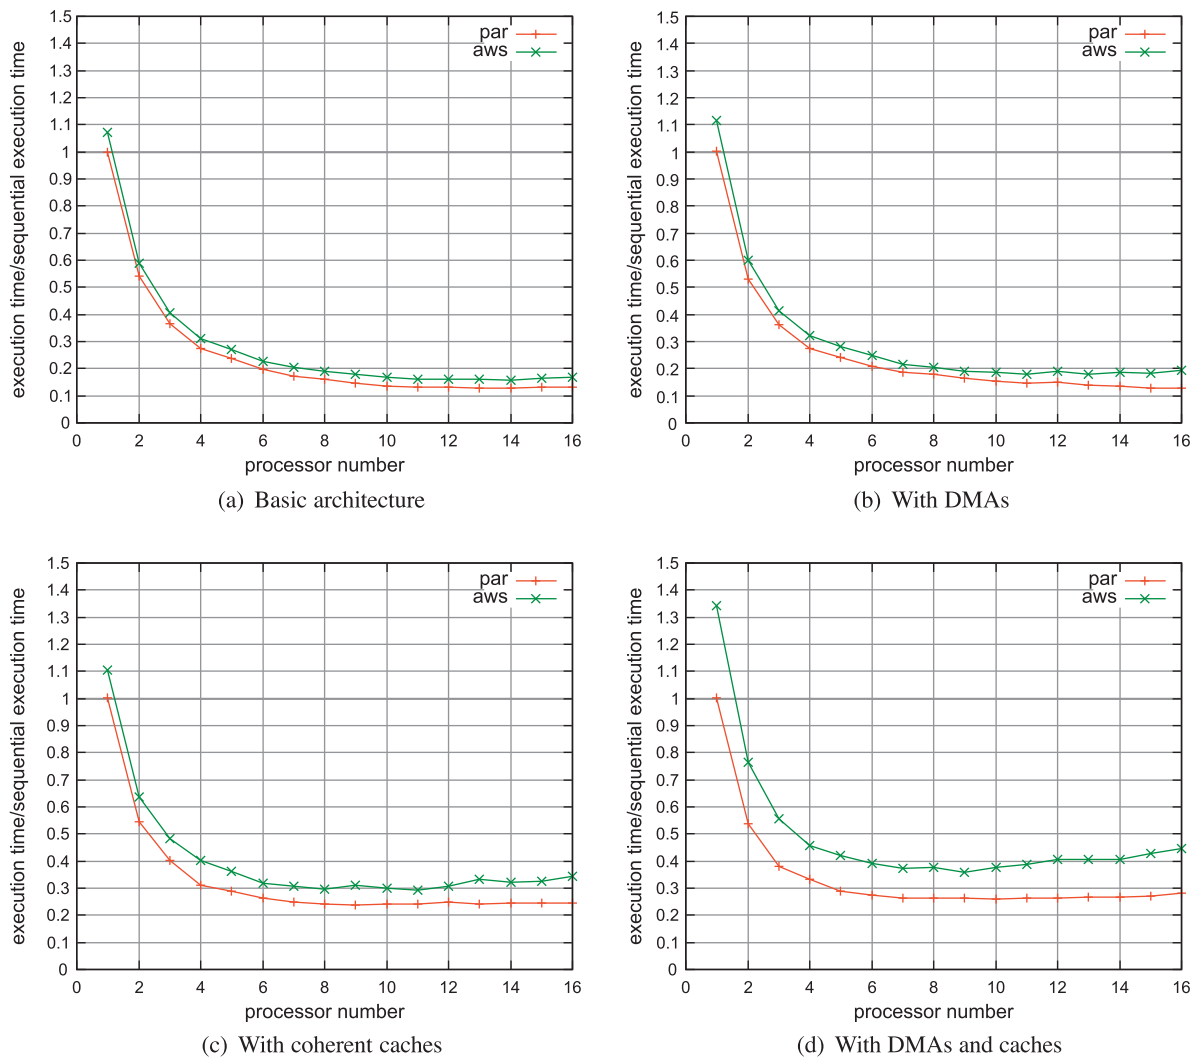 execution time/sequential execution time
1.5
1.4
1.3
1.2
1.1
1
0.9
0.8
0.7
0.6
0.5
0.4
0.3
0.2
0.1
0
0 2 4 6 8 10 12 14 16
par
aws
processor number
(a) Basic architecture
execution time/sequential execution time
1.5
1.4
1.3
1.2
1.1
1
0.9
0.8
0.7
0.6
0.5
0.4
0.3
0.2
0.1
0
0 2 4 6 8 10 12 14 16
par
aws
processor number
(b) With DMAs
execution time/sequential execution time
1.5
1.4
1.3
1.2
1.1
1
0.9
0.8
0.7
0.6
0.5
0.4
0.3
0.2
0.1
0
0 2 4 6 8 10 12 14 16
par
aws
processor number
(c) With coherent caches
execution time/sequential execution time
1.5
1.4
1.3
1.2
1.1
1
0.9
0.8
0.7
0.6
0.5
0.4
0.3
0.2
0.1
0
0 2 4 6 8 10 12 14 16
par
aws
processor number
(d) With DMAs and caches